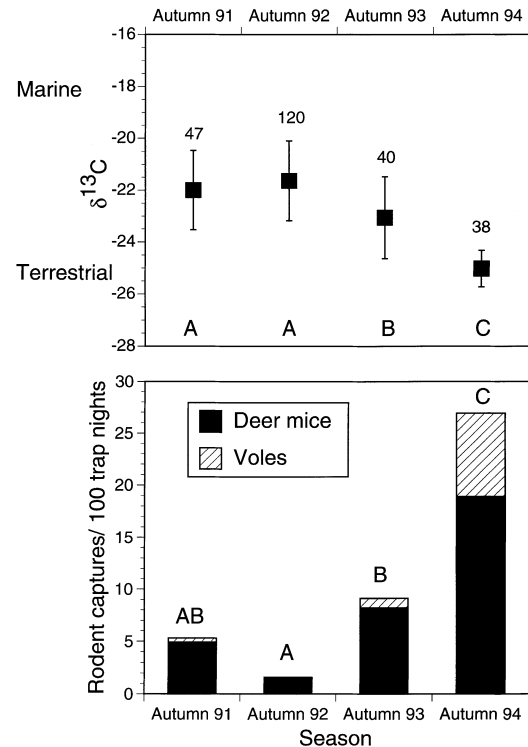 Autumn 91 Autumn 92 Autumn 93 Autumn 94
-16
Marine
-18
-20
47 120 40 38
δ13C
-22
-24
Terrestrial
-26
A A B C
-28
30
C
25
Deer mice
Voles
20
Rodent captures/ 100 trap nights
15
10
B
AB
A
5
0
Autumn 91 Autumn 92 Autumn 93 Autumn 94
Season